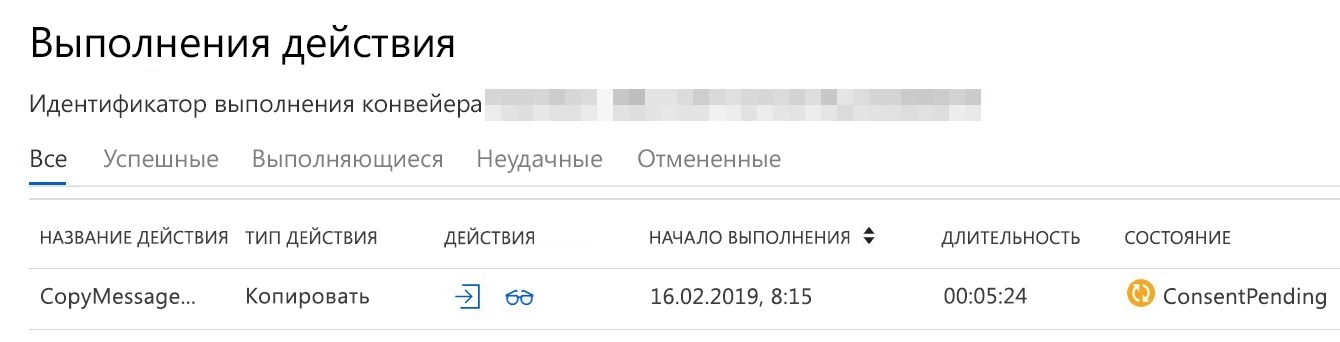 Выполнения действия
Идентификатор выполнения конвейера
Все Успешные Выполняющиеся Неудачные Отмененные
НАЗВАНИЕ ДЕЙСТВИЯ ТИП ДЕЙСТВИЯ ДЕЙСТВИЯ НАЧАЛО ВЫПОЛНЕНИЯ ДЛИТЕЛЬНОСТЬ СОСТОЯНИЕ
CopyMessage... Копировать 16.02.2019, 8:15 00:05:24 ConsentPending